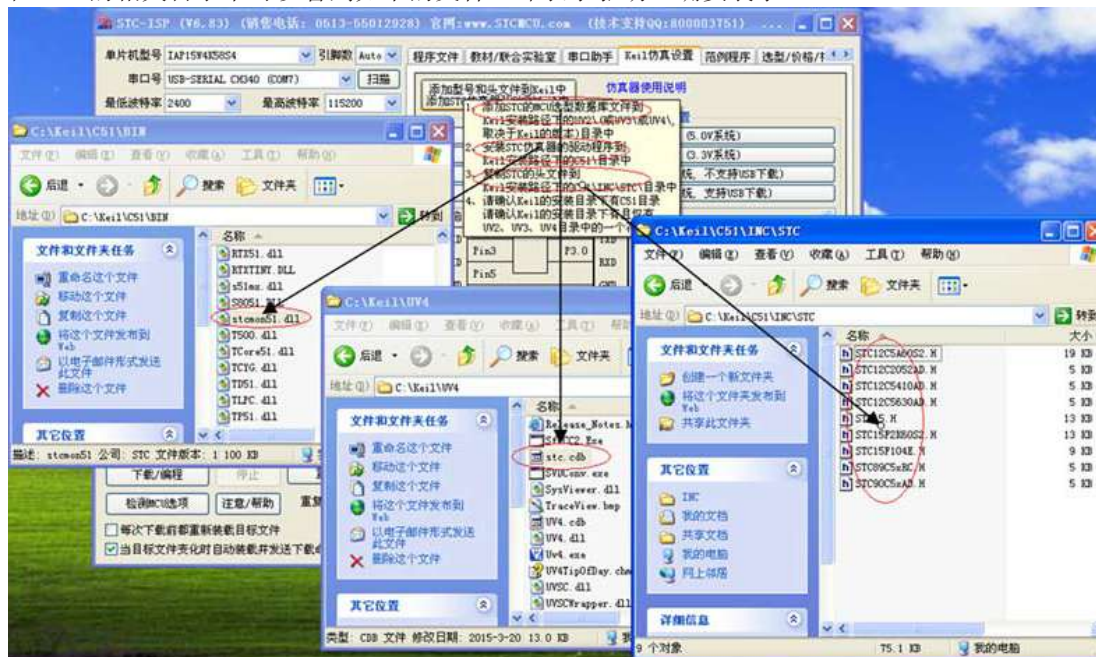 STC-ISP (V6.83) (销售电话: 0513-55012928) 官网:www.STCMCU.com (技术支持QQ:800003751) ...
单片机型号 IAP15W4K58S4 引脚数 Auto
串口号 USB-SERIAL CH340 (COM7) 扫描
最低波特率 2400 最高波特率 115200
程序文件 教材/联合实验室 串口助手 Keil仿真设置 范例程序 选型/价格/
添加型号和头文件到Keil中
仿真器使用说明
1、添加STC的MCU选型数据库文件到
Keil安装路径下的UV2\(或UV3\或UV4\,
取决于Keil的版本)目录中
2、安装STC仿真器的驱动程序到
Keil安装路径下的C51\目录中
3、复制STC的头文件到
Keil安装路径下的C51\INC\STC\目录中
4、请确认Keil的安装目录下有C51目录
请确认Keil的安装目录下有且仅有
UV2、UV3、UV4目录中的一个
(5.0V系统)
(3.3V系统)
不支持USB下载)
支持USB下载)
Pin3 P3.0
Pin5
RXD
C:\Keil\C51\BIN
文件(F) 编辑(E) 查看(V) 收藏(A) 工具(T) 帮助(H)
后退 搜索 文件夹
地址(D) C:\Keil\C51\BIN 转到
文件和文件夹任务
重命名这个文件
移动这个文件
复制这个文件
将这个文件发布到
Web
以电子邮件形式发送
此文件
删除这个文件
其它位置
名称
RTX51.dll
RTXTINY.DLL
S8051.DLL
stcmon51.dll
T500.dll
TCore51.dll
TCYG.dll
TD51.dll
TLFC.dll
TP51.dll
描述: stcmon51 公司: STC 文件版本: 1 100 KB
下载/编程 停止
检测MCU选项 注意/帮助
每次下载前都重新装载目标文件
当目标文件变化时自动装载并发送下载
C:\Keil\UV4
文件(F) 编辑(E) 查看(V) 收藏(A) 工具(T)
后退 搜索 文件夹
地址(D) C:\Keil\UV4
文件和文件夹任务
重命名这个文件
移动这个文件
复制这个文件
将这个文件发布到
Web
以电子邮件形式发送
此文件
删除这个文件
其它位置
名称
stc.cdb
SVDConv.exe
SysViewer.dll
TraceView.bmp
UV4.cdb
UV4.dll
Uv4.exe
UVSC.dll
UVSCWrapper.dll
类型: CDB 文件 修改日期: 2015-3-20 13.0 KB
C:\Keil\C51\INC\STC
文件(F) 编辑(E) 查看(V) 收藏(A) 工具(T) 帮助(H)
后退 搜索 文件夹
地址(D) C:\Keil\C51\INC\STC 转到
文件和文件夹任务
创建一个新文件夹
将这个文件夹发布到
Web
共享此文件夹
其它位置
INC
我的文档
共享文档
我的电脑
网上邻居
详细信息
名称 大小
STC12C5A60S2.H 19 KB
STC12C2052AD.H 5 KB
STC12C5410AD.H 5 KB
STC12C5630AD.H 5 KB
13 KB
STC15F2K60S2.H 13 KB
STC15F104E.H 9 KB
STC89C5xRC.H 5 KB
STC90C5xAD.H 5 KB
9 个对象 75.1 KB 我的电脑